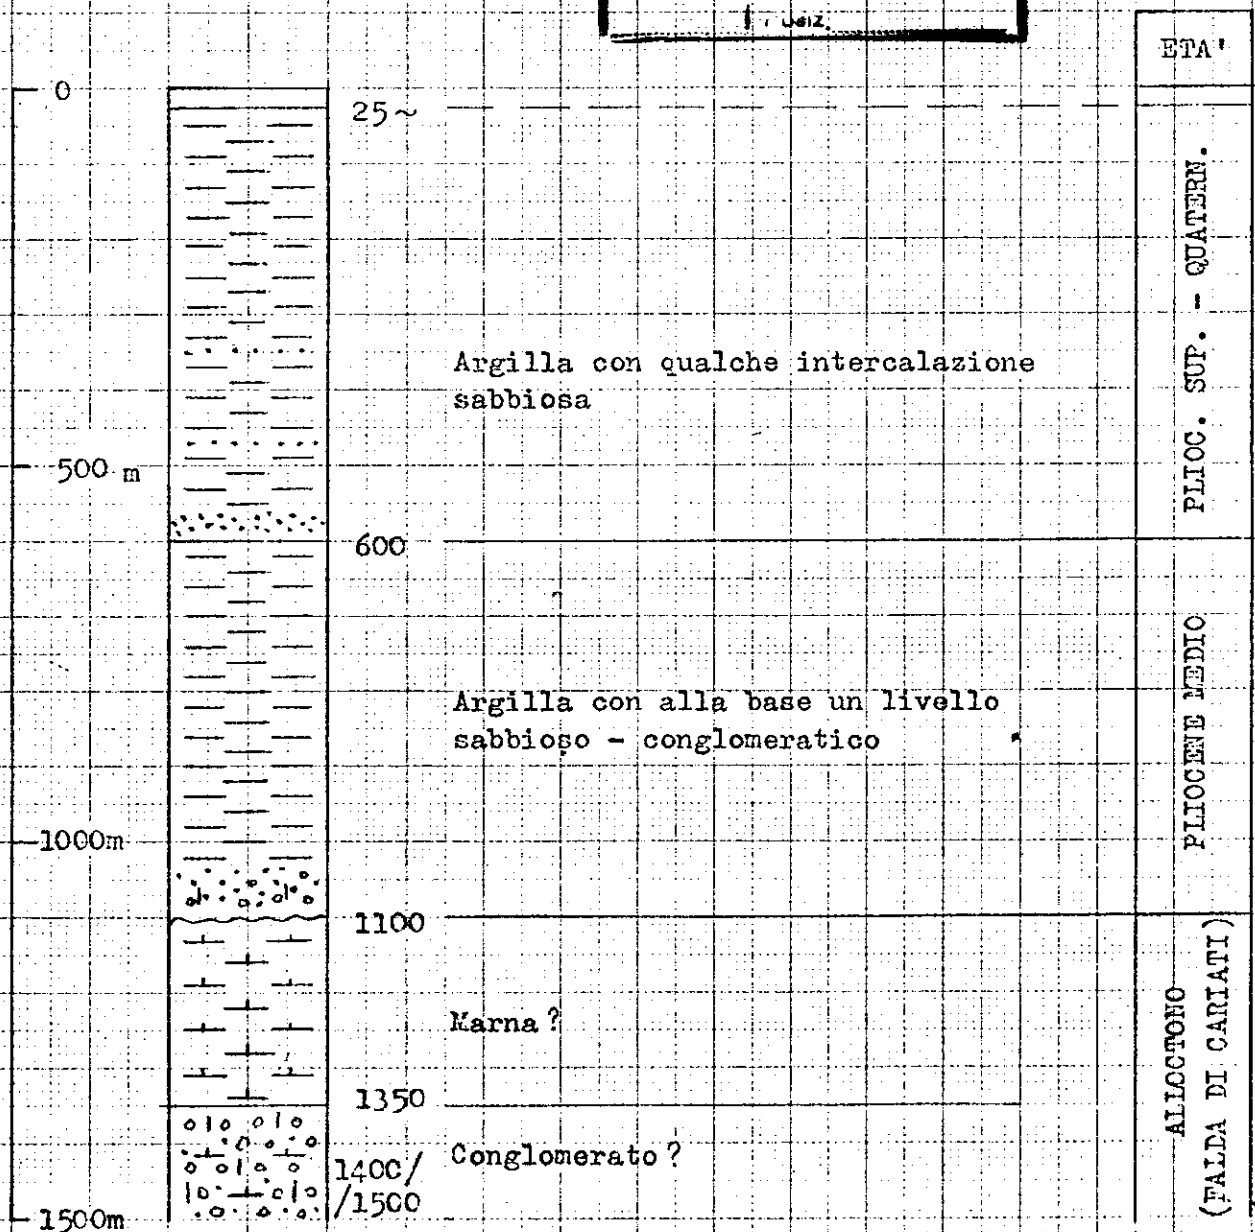 ETA'
0
25~
PLIOC. SUP. - QUATERN.
Argilla con qualche intercalazione
sabbiosa
500 m
600
PLIOCENE MEDIO
Argilla con alla base un livello
sabbioso - conglomeratico
1000m
1100
ALLOCTONO
(FALDA DI CARIATI)
Marna ?
1350
Conglomerato ?
1400/
/1500
1500m